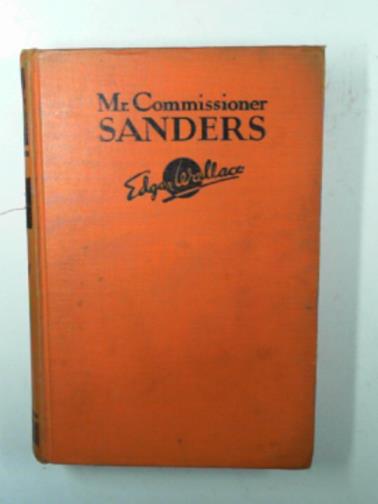 Mr. Commissioner
SANDERS
Edgar Wallace